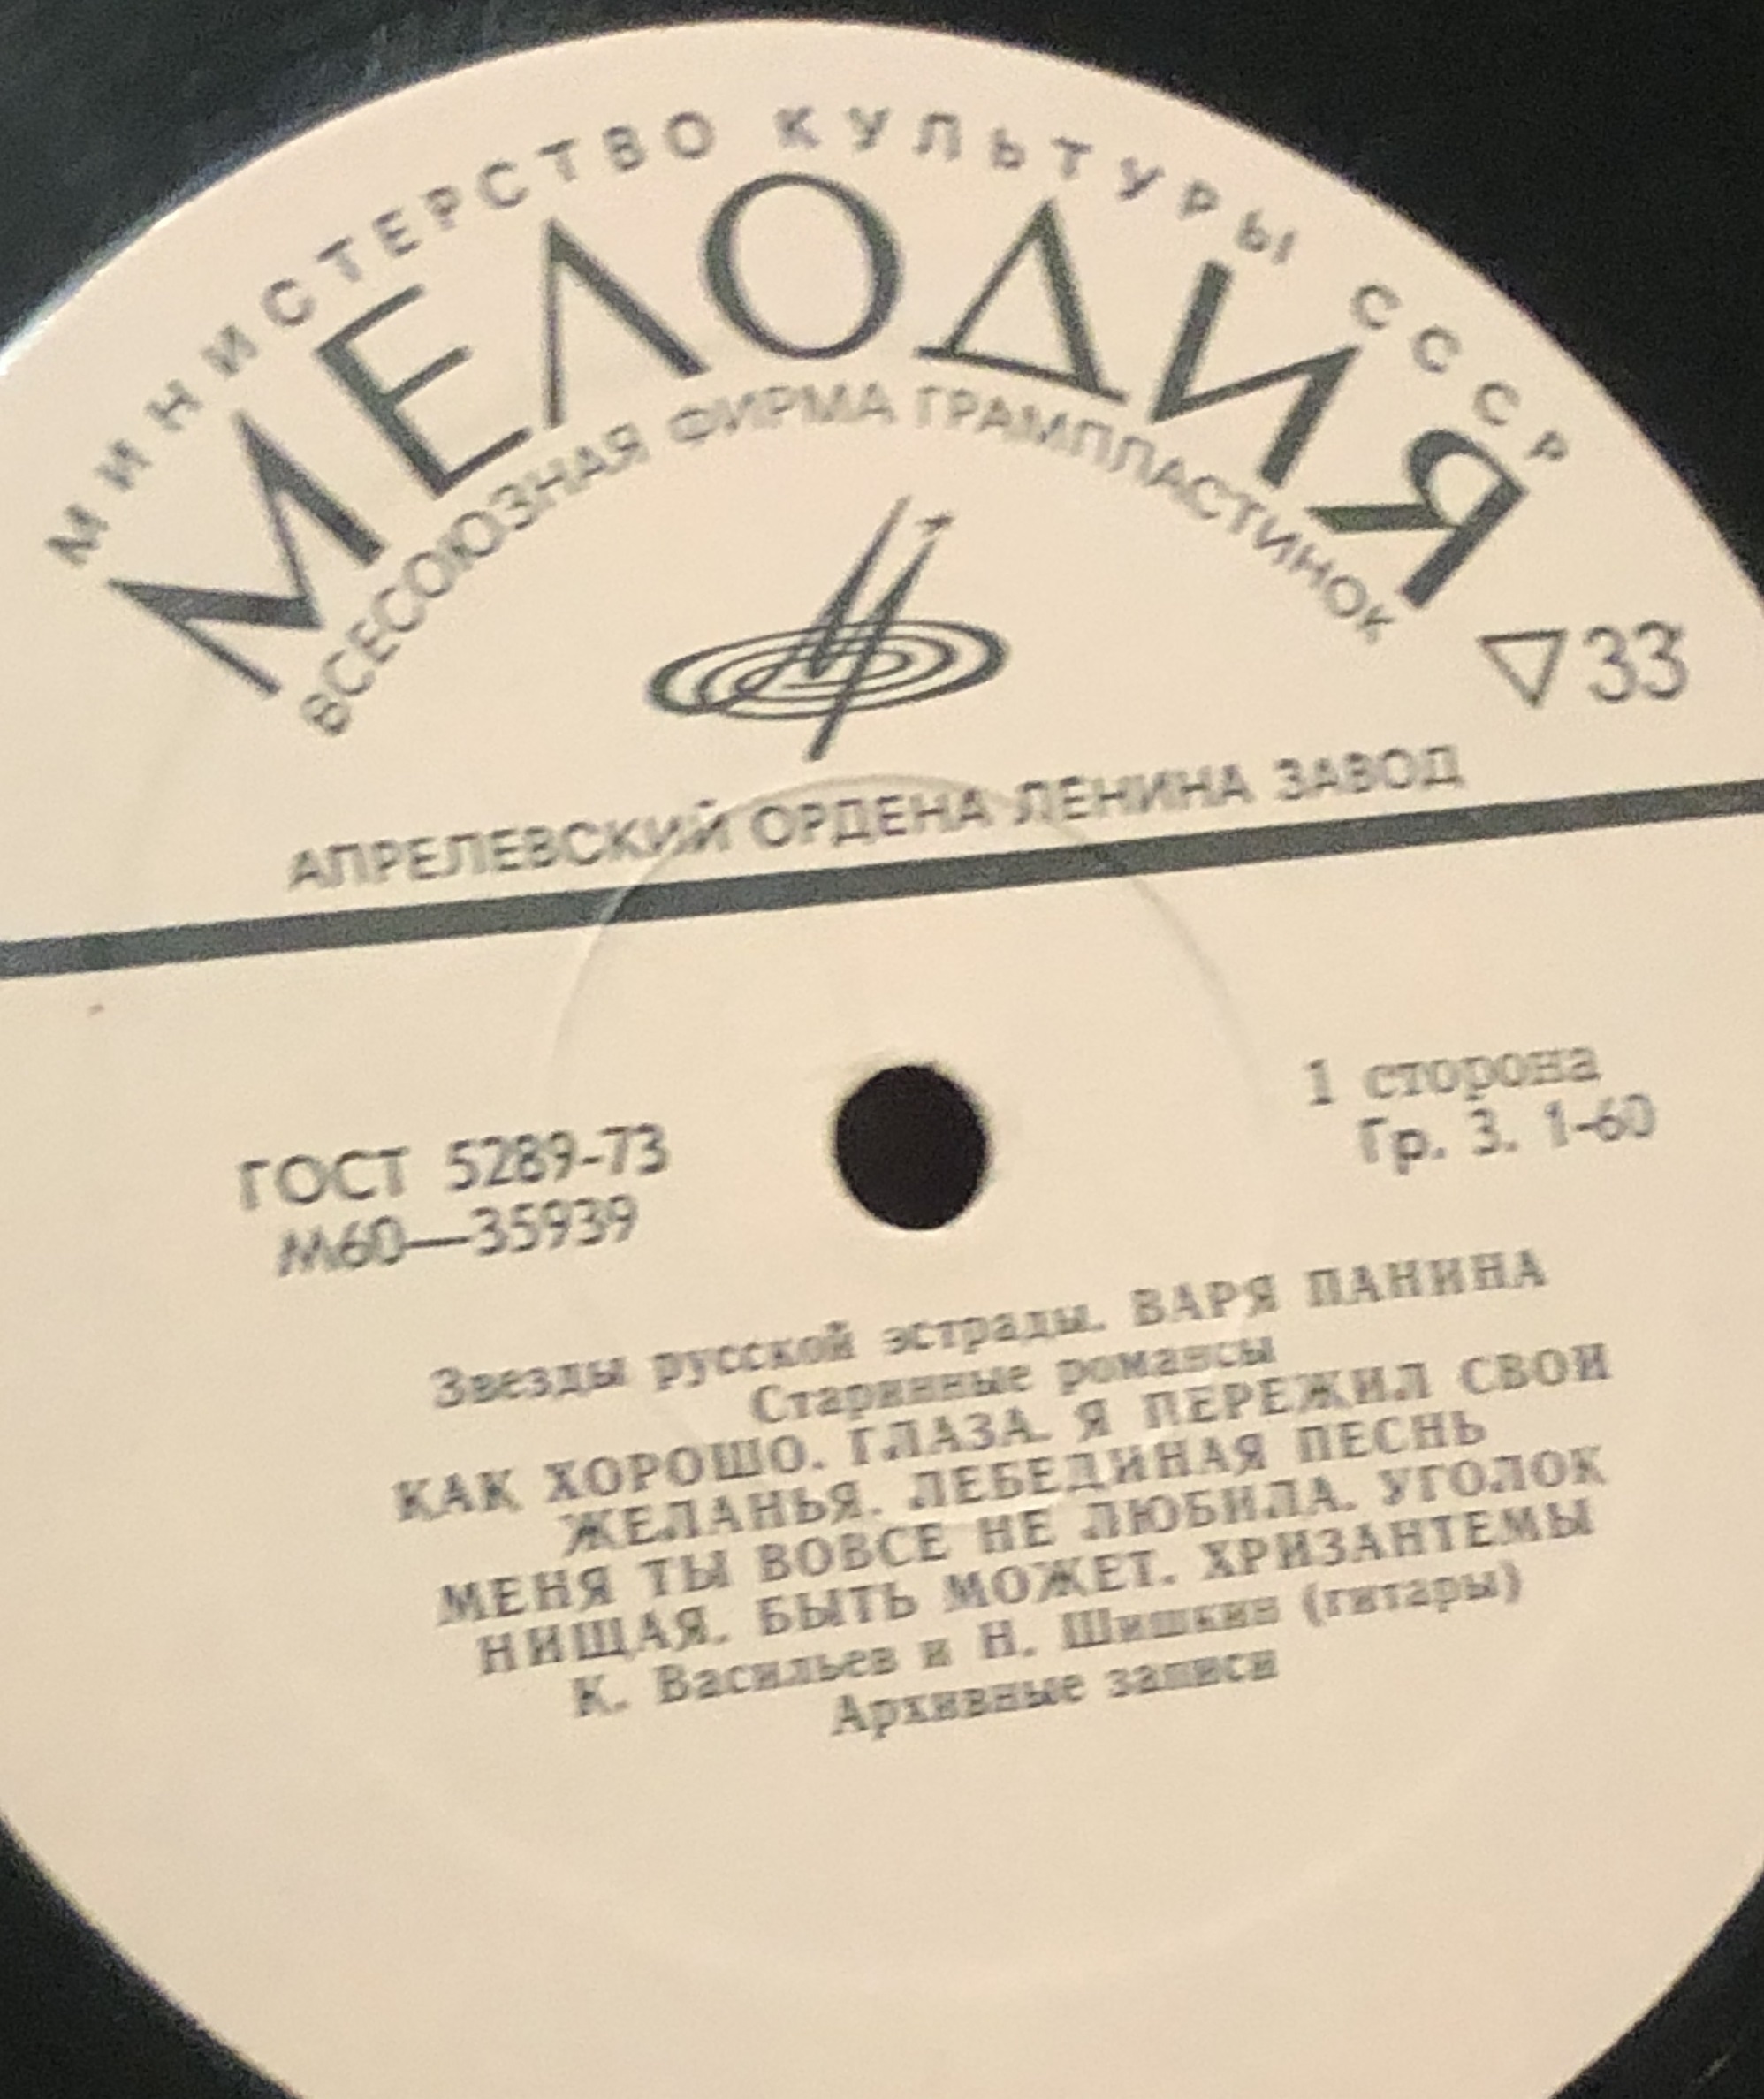 МИНИСТЕРСТВО КУЛЬТУРЫ СССР
МЕЛОДИЯ
ВСЕСОЮЗНАЯ ФИРМА ГРАМПЛАСТИНОК
33
АПРЕЛЕВСКИЙ ОРДЕНА ЛЕНИНА ЗАВОД
1 сторона
Гр. 3. 1-60
ГОСТ 5289-73
М60—35939
Звезды русской эстрады. ВАРЯ ПАНИНА
Старинные романсы
КАК ХОРОШО. ГЛАЗА. Я ПЕРЕЖИЛ СВОИ
ЖЕЛАНЬЯ. ЛЕБЕДИНАЯ ПЕСНЬ
МЕНЯ ТЫ ВОВСЕ НЕ ЛЮБИЛА. УГОЛОК
НИЩАЯ. БЫТЬ МОЖЕТ. ХРИЗАНТЕМЫ
К. Васильев и Н. Шишкин (гитары)
Архивные записи